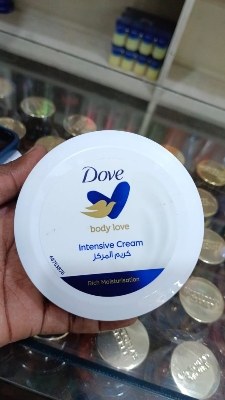 Dove
body love
Intensive Cream
كريم المركز
Rich Moisturisation